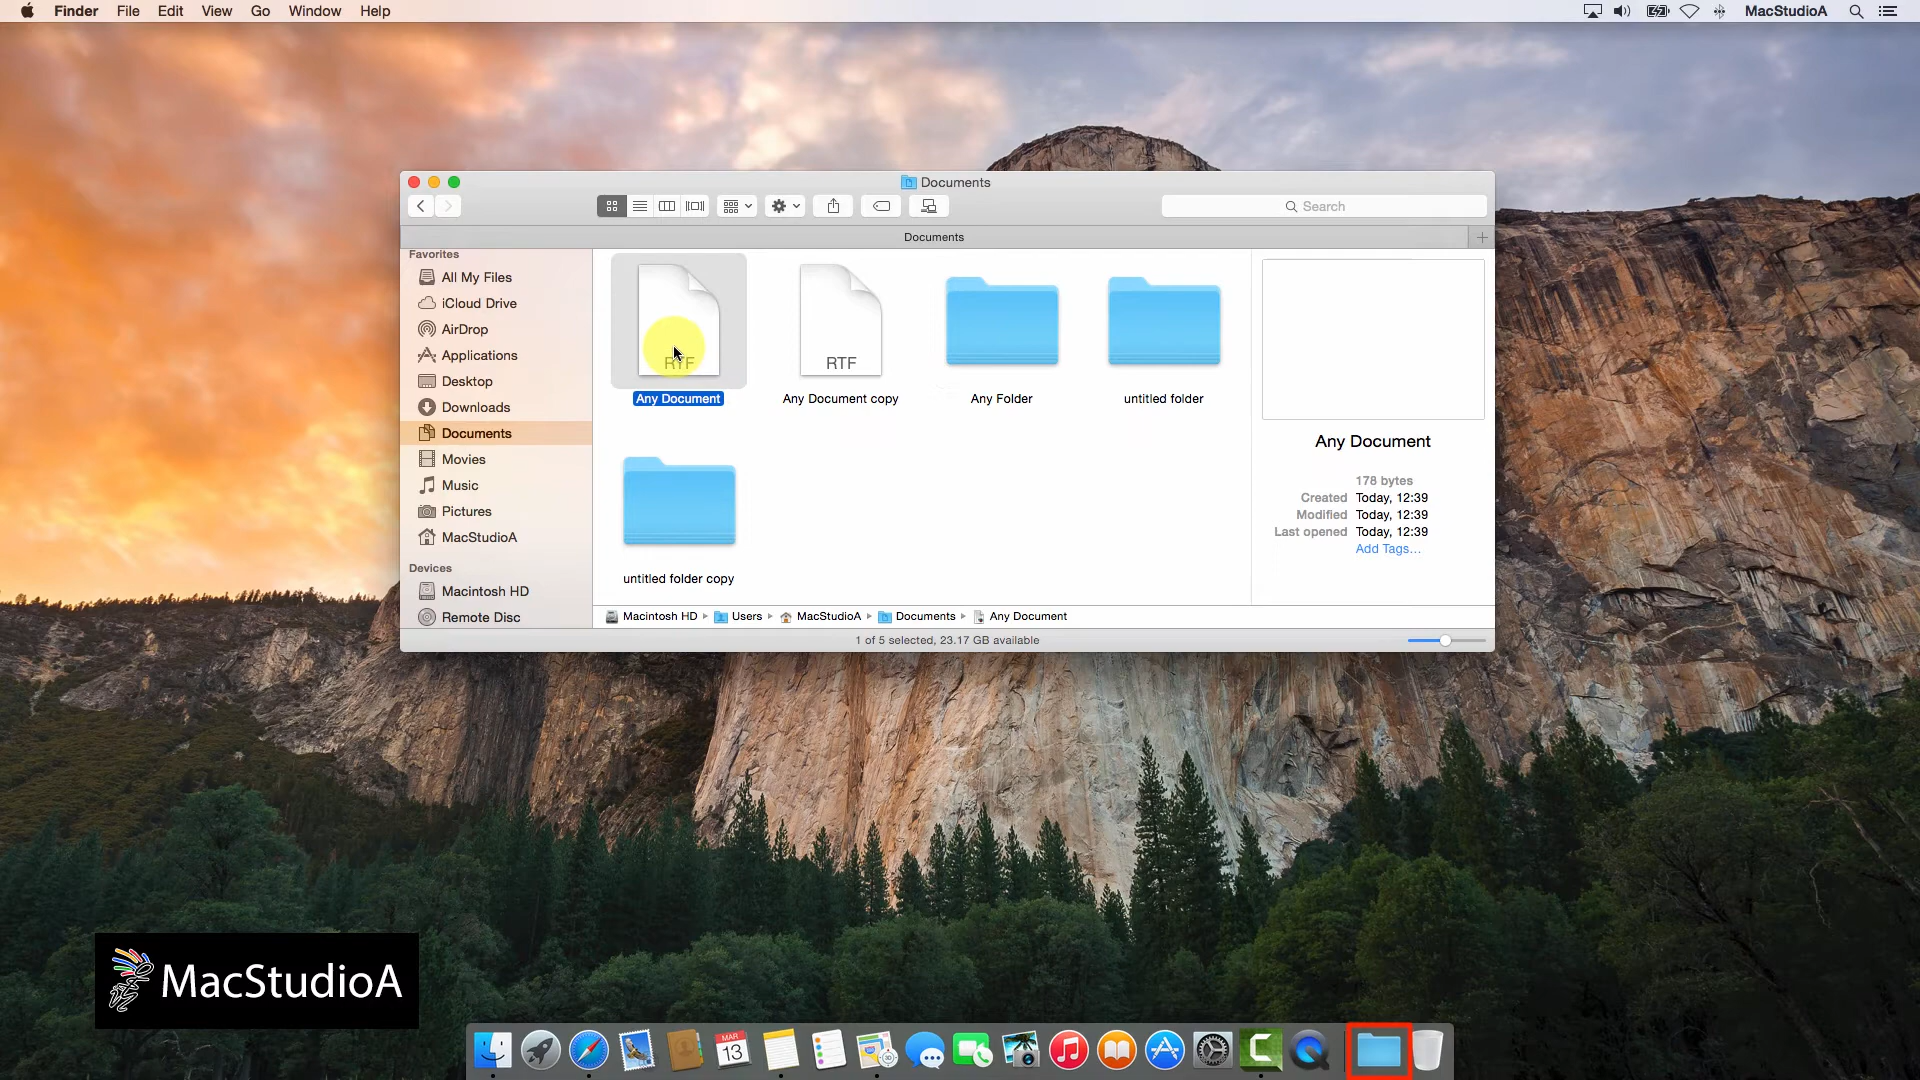 Finder File Edit View Go Window Help
MacStudioA
Documents
Search
Documents
Favorites
All My Files
iCloud Drive
AirDrop
Applications
Desktop
Downloads
Documents
Movies
Music
Pictures
MacStudioA
Devices
Macintosh HD
Remote Disc
RTF
Any Document
RTF
Any Document copy
Any Folder
untitled folder
untitled folder copy
Any Document
178 bytes
Created Today, 12:39
Modified Today, 12:39
Last opened Today, 12:39
Add Tags...
Macintosh HD Users MacStudioA Documents Any Document
1 of 5 selected, 23.17 GB available
MacStudioA
MAR
13
3D